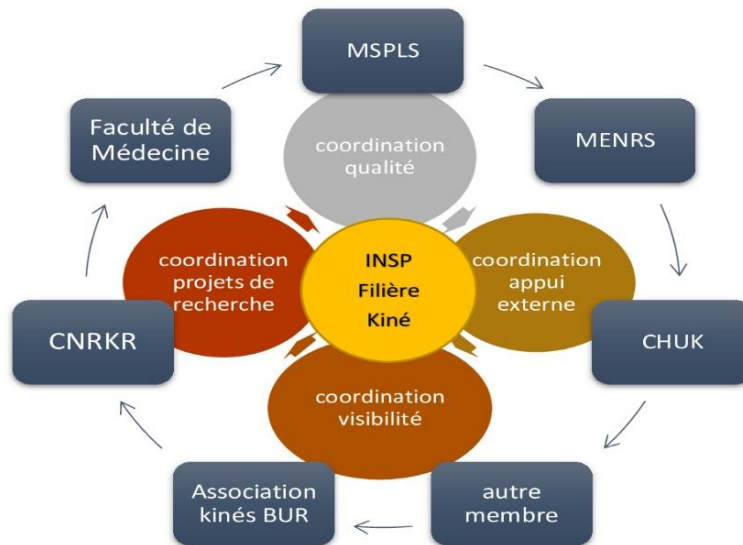 MSPLS
Faculté de
Médecine
MENRS
coordination
qualité
coordination
projets de
recherche
INSP
Filière
Kiné
coordination
appui
externe
CNRKR
CHUK
coordination
visibilité
Association
kinés BUR
autre
membre